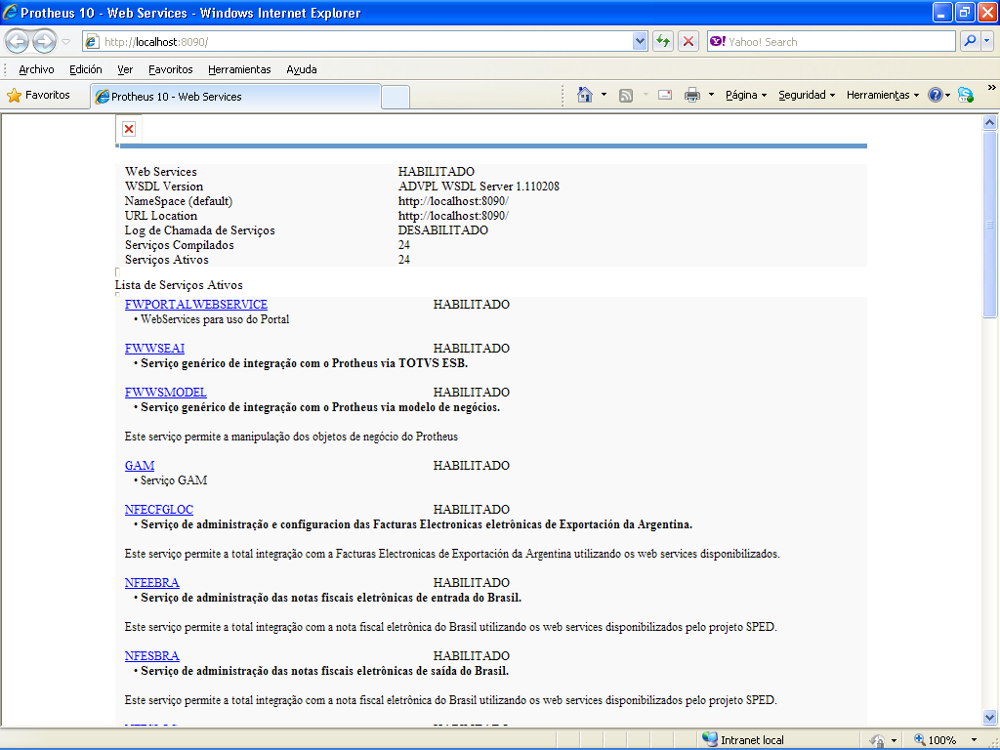 Protheus 10 - Web Services - Windows Internet Explorer
http://localhost:8090/
Yahoo! Search
Archivo Edición Ver Favoritos Herramientas Ayuda
Favoritos Protheus 10 - Web Services Página Seguridad Herramientas
Web Services HABILITADO
WSDL Version ADVPL WSDL Server 1.110208
NameSpace (default) http://localhost:8090/
URL Location http://localhost:8090/
Log de Chamada de Serviços DESABILITADO
Serviços Compilados 24
Serviços Ativos 24
Lista de Serviços Ativos
FWPORTALWEBSERVICE HABILITADO
• WebServices para uso do Portal
FWWSEAI HABILITADO
• Serviço genérico de integração com o Protheus via TOTVS ESB.
FWWSMODEL HABILITADO
• Serviço genérico de integração com o Protheus via modelo de negócios.
Este serviço permite a manipulação dos objetos de negócio do Protheus
GAM HABILITADO
• Serviço GAM
NFECFGLOC HABILITADO
• Serviço de administração e configuracion das Facturas Electronicas eletrônicas de Exportación da Argentina.
Este serviço permite a total integração com a Facturas Electronicas de Exportación da Argentina utilizando os web services disponibilizados.
NFEEBRA HABILITADO
• Serviço de administração das notas fiscais eletrônicas de entrada do Brasil.
Este serviço permite a total integração com a nota fiscal eletrônica do Brasil utilizando os web services disponibilizados pelo projeto SPED.
NFESBRA HABILITADO
• Serviço de administração das notas fiscais eletrônicas de saída do Brasil.
Este serviço permite a total integração com a nota fiscal eletrônica do Brasil utilizando os web services disponibilizados pelo projeto SPED.
Intranet local 100%